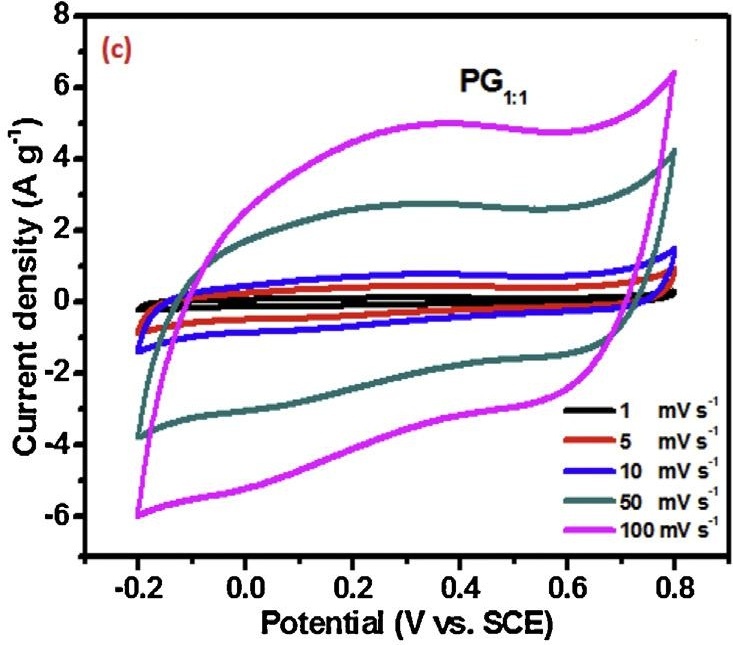 (c)
PG1:1
8
6
4
2
0
-2
-4
-6
Current density (A g-1)
1 mV s-1
5 mV s-1
10 mV s-1
50 mV s-1
100 mV s-1
-0.2 0.0 0.2 0.4 0.6 0.8
Potential (V vs. SCE)